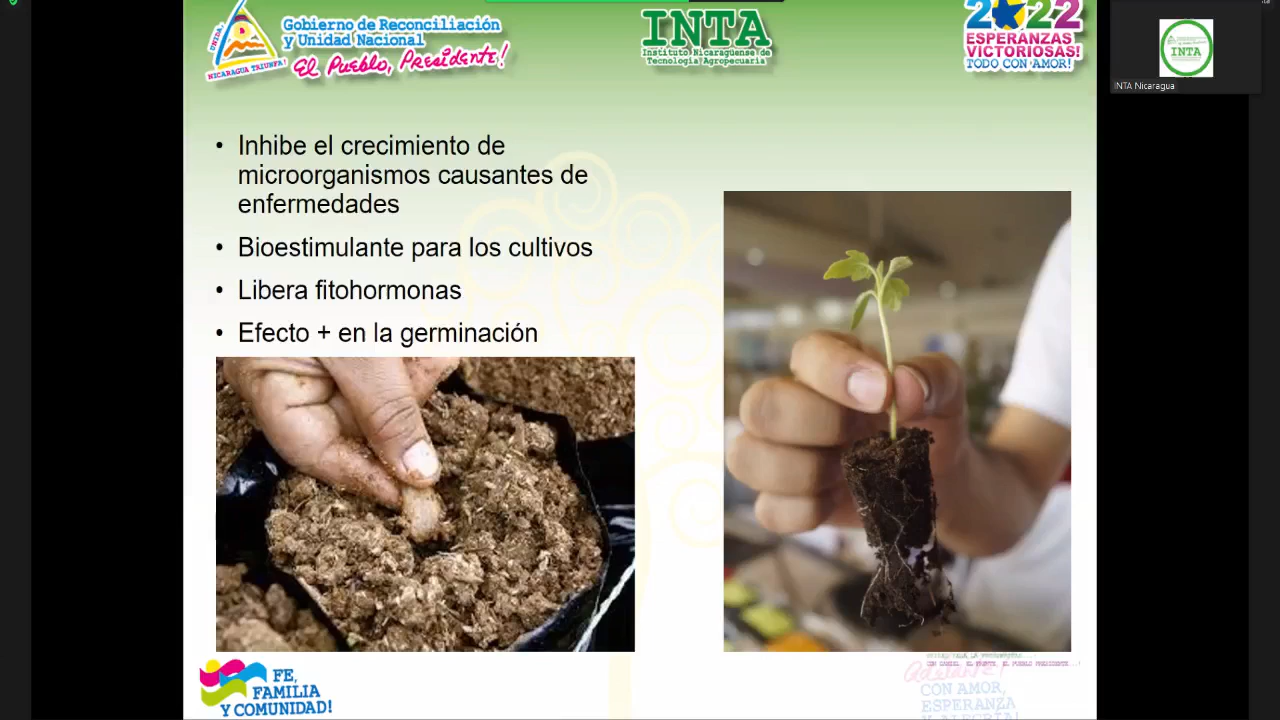 UNIDA
NICARAGUA TRIUNFA!
Gobierno de Reconciliación
y Unidad Nacional
El Pueblo, Presidente!
INTA
Instituto Nicaragüense de
Tecnología Agropecuaria
2022
ESPERANZAS
VICTORIOSAS!
TODO CON AMOR!
INTA
INTA Nicaragua
• Inhibe el crecimiento de
microorganismos causantes de
enfermedades
• Bioestimulante para los cultivos
• Libera fitohormonas
• Efecto + en la germinación
FE,
FAMILIA
Y COMUNIDAD!
CON AMOR,
ESPERANZA